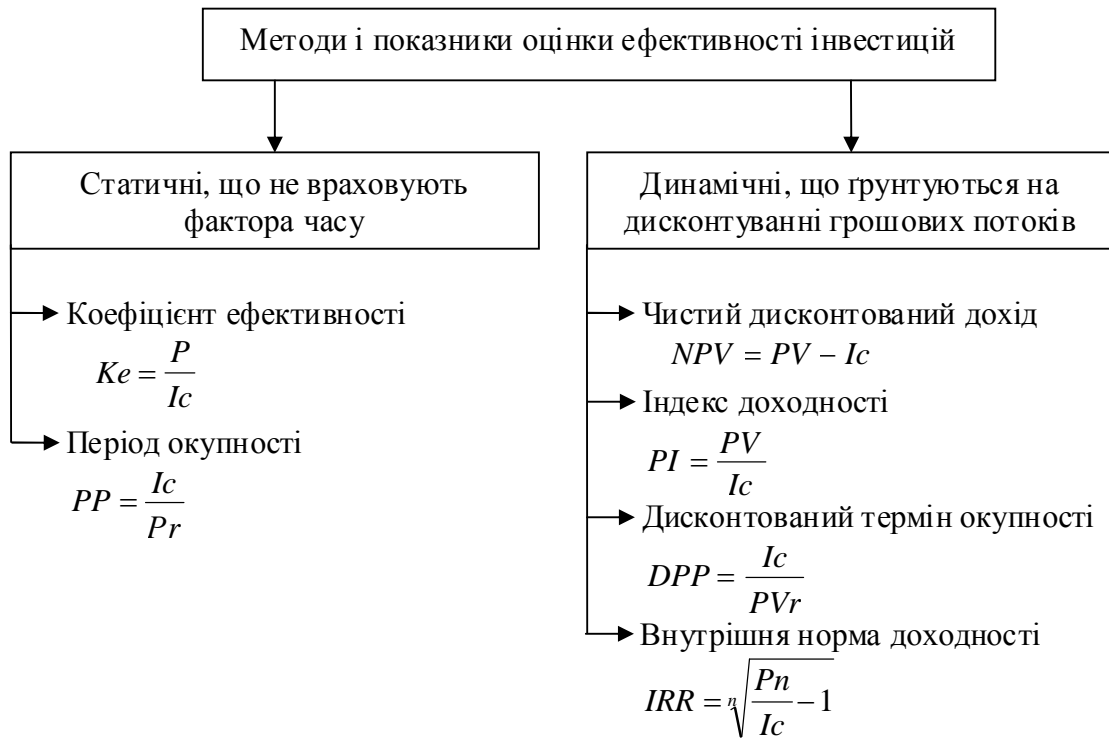 Методи і показники оцінки ефективності інвестицій
Статичні, що не враховують
фактора часу
Коефіцієнт ефективності
Ke = P / Ic
Період окупності
PP = Ic / Pr
Динамічні, що ґрунтуються на
дисконтуванні грошових потоків
Чистий дисконтований дохід
NPV = PV – Ic
Індекс доходності
PI = PV / Ic
Дисконтований термін окупності
DPP = Ic / PVr
Внутрішня норма доходності
IRR = ⁿ√(Pn / Ic – 1)